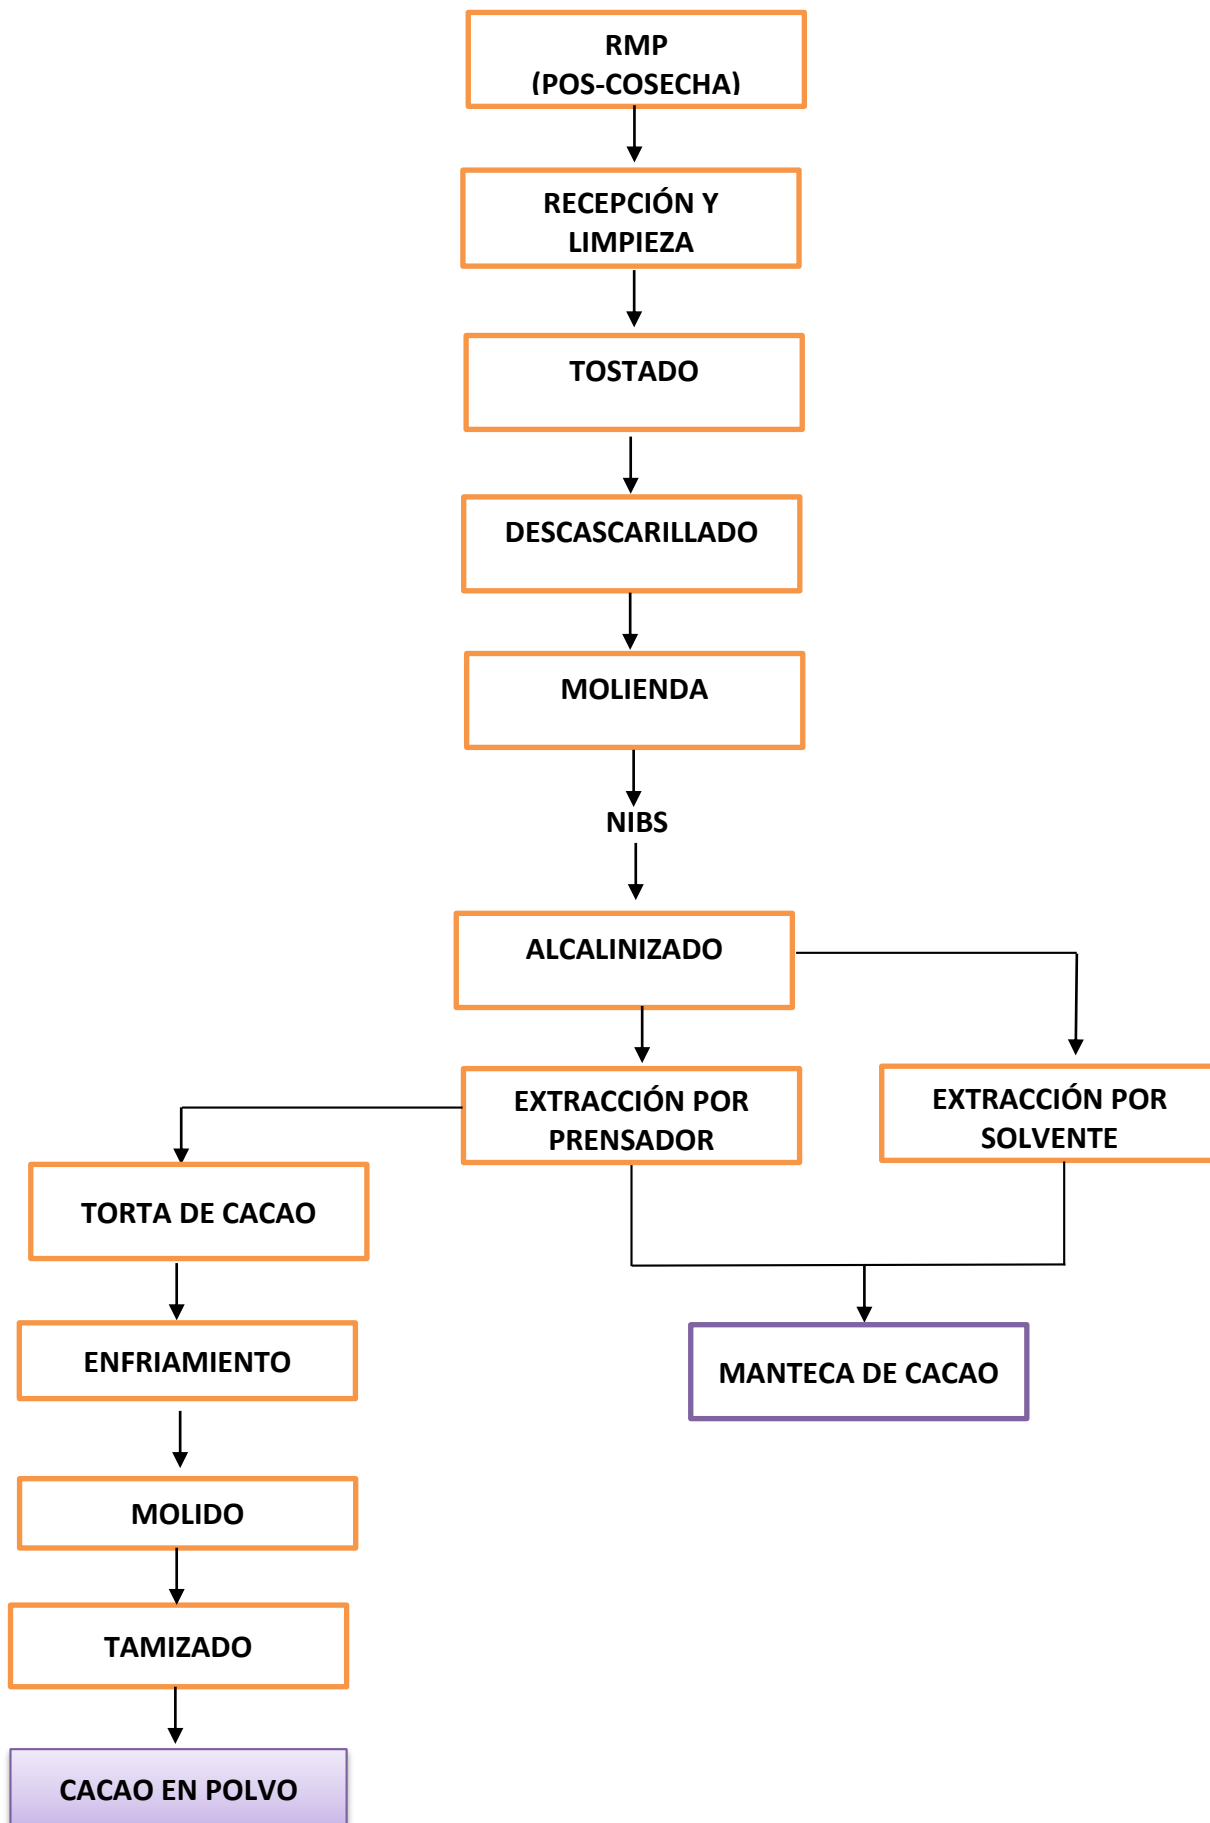 RMP
(POS-COSECHA)
RECEPCIÓN Y
LIMPIEZA
TOSTADO
DESCASCARILLADO
MOLIENDA
NIBS
ALCALINIZADO
EXTRACCIÓN POR
PRENSADOR
EXTRACCIÓN POR
SOLVENTE
TORTA DE CACAO
ENFRIAMIENTO
MANTECA DE CACAO
MOLIDO
TAMIZADO
CACAO EN POLVO